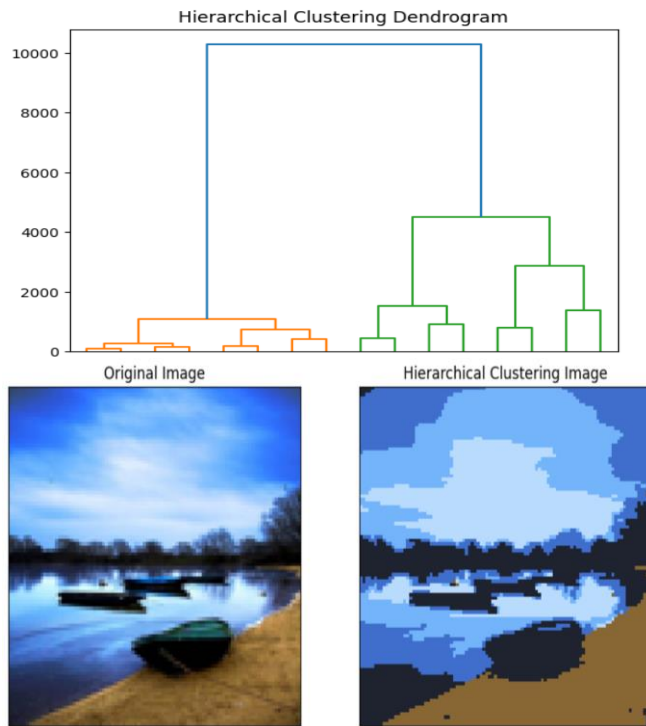 Hierarchical Clustering Dendrogram
10000
8000
6000
4000
2000
0
Original Image
Hierarchical Clustering Image